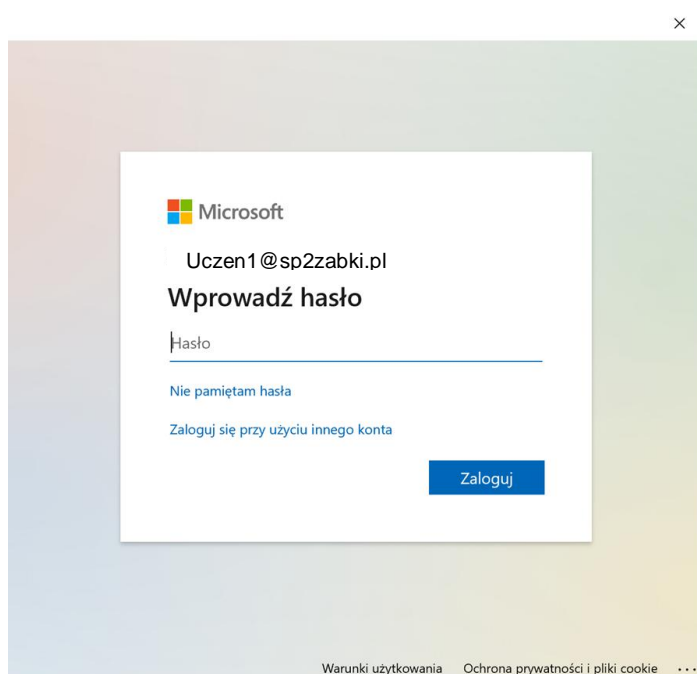 Microsoft
Uczen1@sp2zabki.pl
Wprowadź hasło
Hasło
Nie pamiętam hasła
Zaloguj się przy użyciu innego konta
Zaloguj
Warunki użytkowania Ochrona prywatności i pliki cookie ...